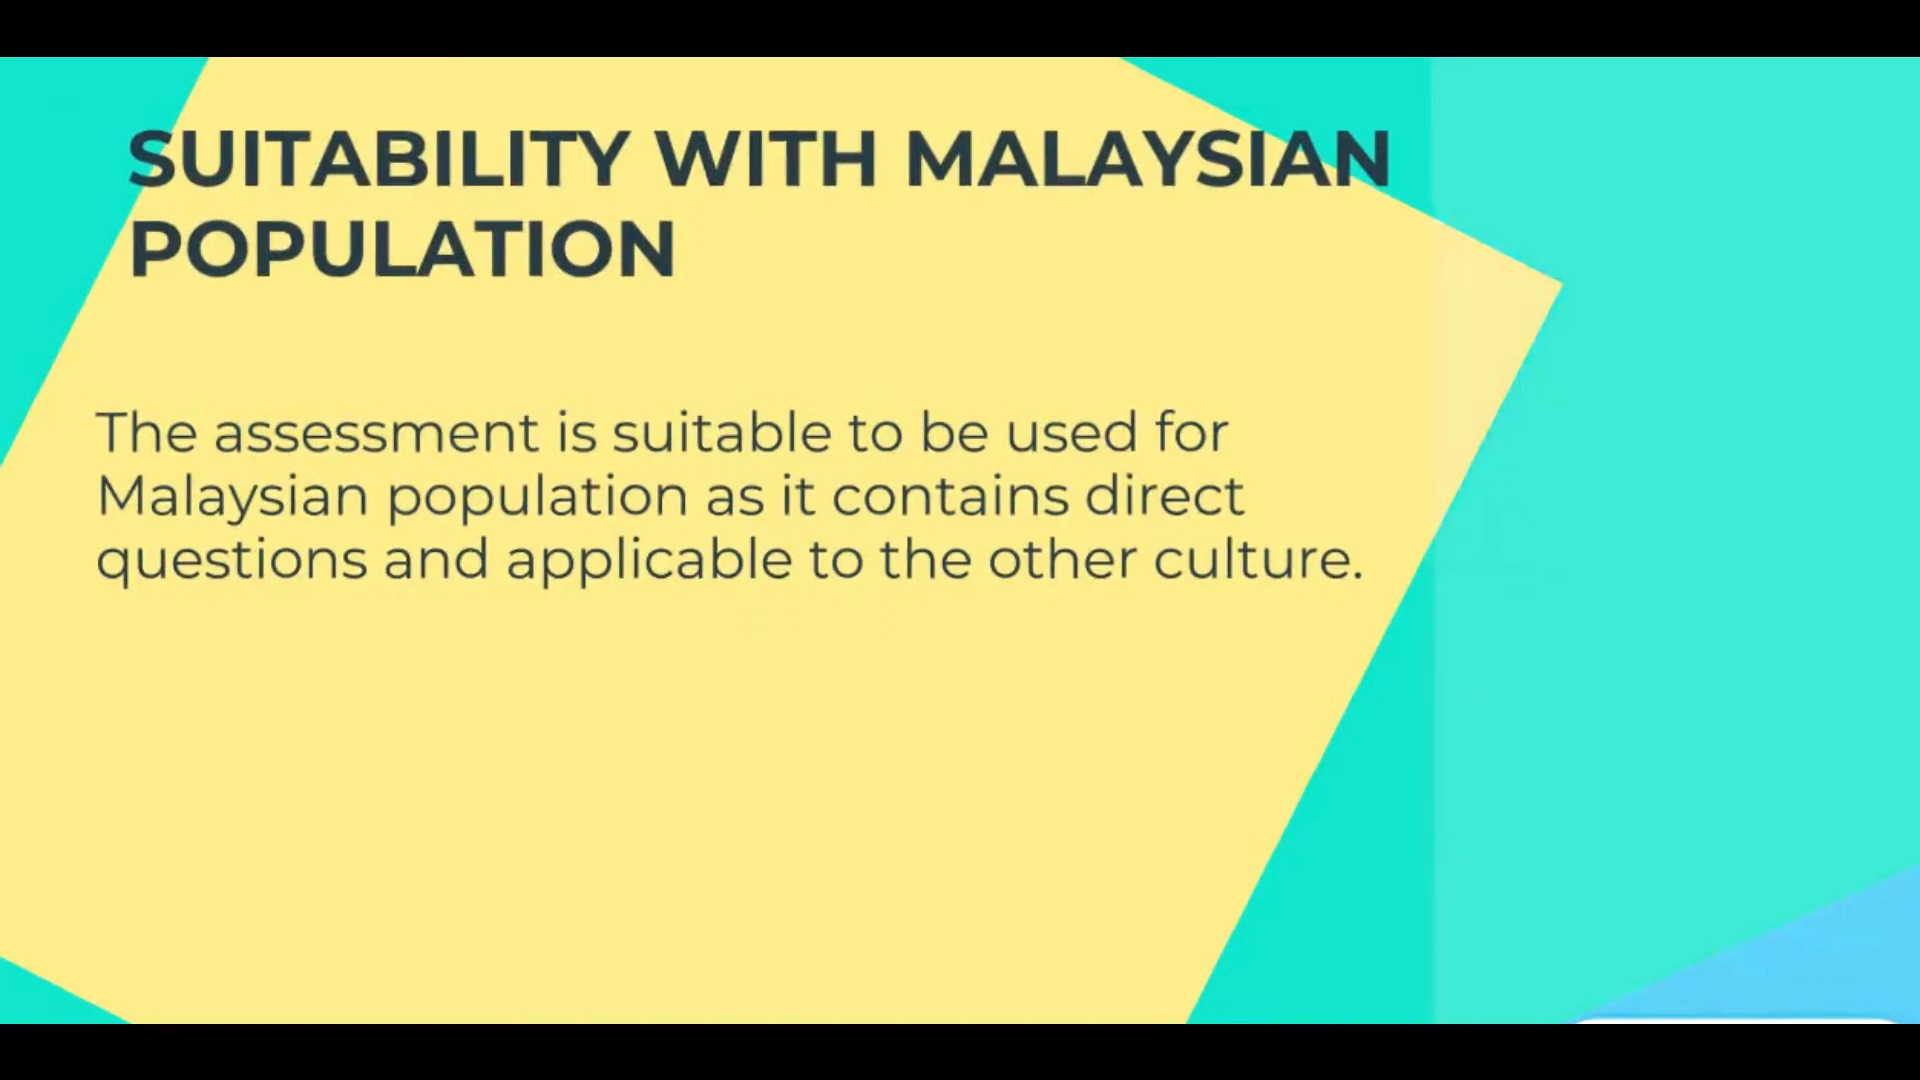 SUITABILITY WITH MALAYSIAN
POPULATION
The assessment is suitable to be used for
Malaysian population as it contains direct
questions and applicable to the other culture.